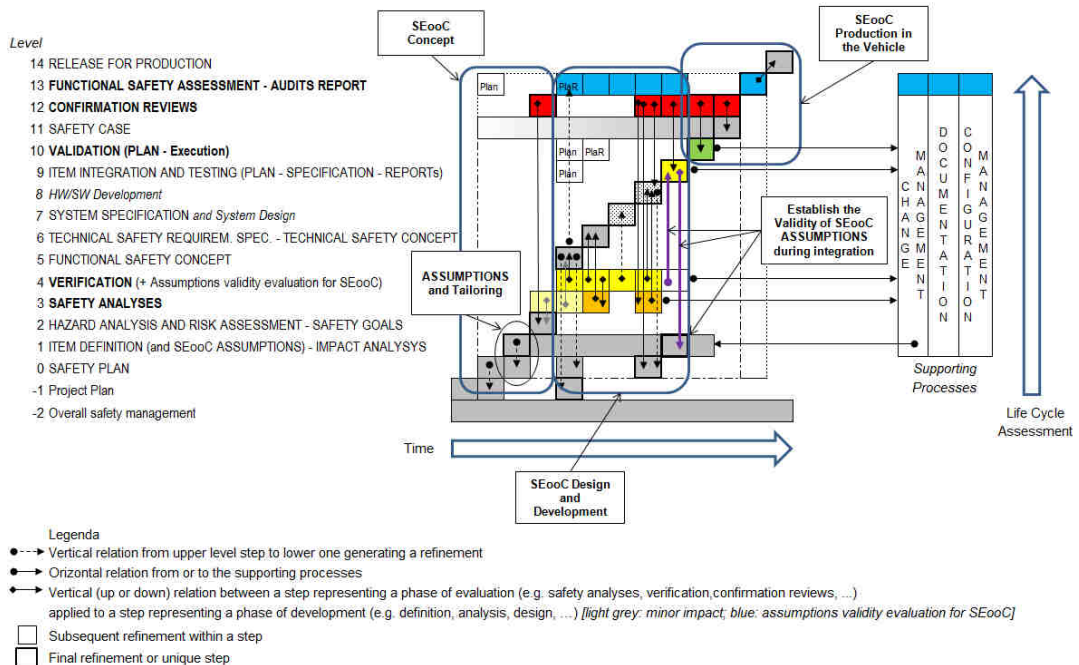 SEooC
Concept
SEooC
Production in
the Vehicle
Level
14 RELEASE FOR PRODUCTION
13 FUNCTIONAL SAFETY ASSESSMENT - AUDITS REPORT
Plan
PlaR
12 CONFIRMATION REVIEWS
11 SAFETY CASE
10 VALIDATION (PLAN - Execution)
Plan
PlaR
9 ITEM INTEGRATION AND TESTING (PLAN - SPECIFICATION - REPORTs)
Plan
8 HW/SW Development
7 SYSTEM SPECIFICATION and System Design
6 TECHNICAL SAFETY REQUIREM. SPEC. - TECHNICAL SAFETY CONCEPT
5 FUNCTIONAL SAFETY CONCEPT
4 VERIFICATION (+ Assumptions validity evaluation for SEooC)
3 SAFETY ANALYSES
2 HAZARD ANALYSIS AND RISK ASSESSMENT - SAFETY GOALS
1 ITEM DEFINITION (and SEooC ASSUMPTIONS) - IMPACT ANALYSYS
0 SAFETY PLAN
-1 Project Plan
-2 Overall safety management
ASSUMPTIONS
and Tailoring
Establish the
Validity of SEooC
ASSUMPTIONS
during integration
CHANGE
MANAGEMENT
DOCUMENTATION
CONFIGURATION
MANAGEMENT
Supporting
Processes
Life Cycle
Assessment
Time
SEooC Design
and
Development
Legenda
Vertical relation from upper level step to lower one generating a refinement
Orizontal relation from or to the supporting processes
Vertical (up or down) relation between a step representing a phase of evaluation (e.g. safety analyses, verification,confirmation reviews, ...)
applied to a step representing a phase of development (e.g. definition, analysis, design, ...) [light grey: minor impact; blue: assumptions validity evaluation for SEooC]
Subsequent refinement within a step
Final refinement or unique step